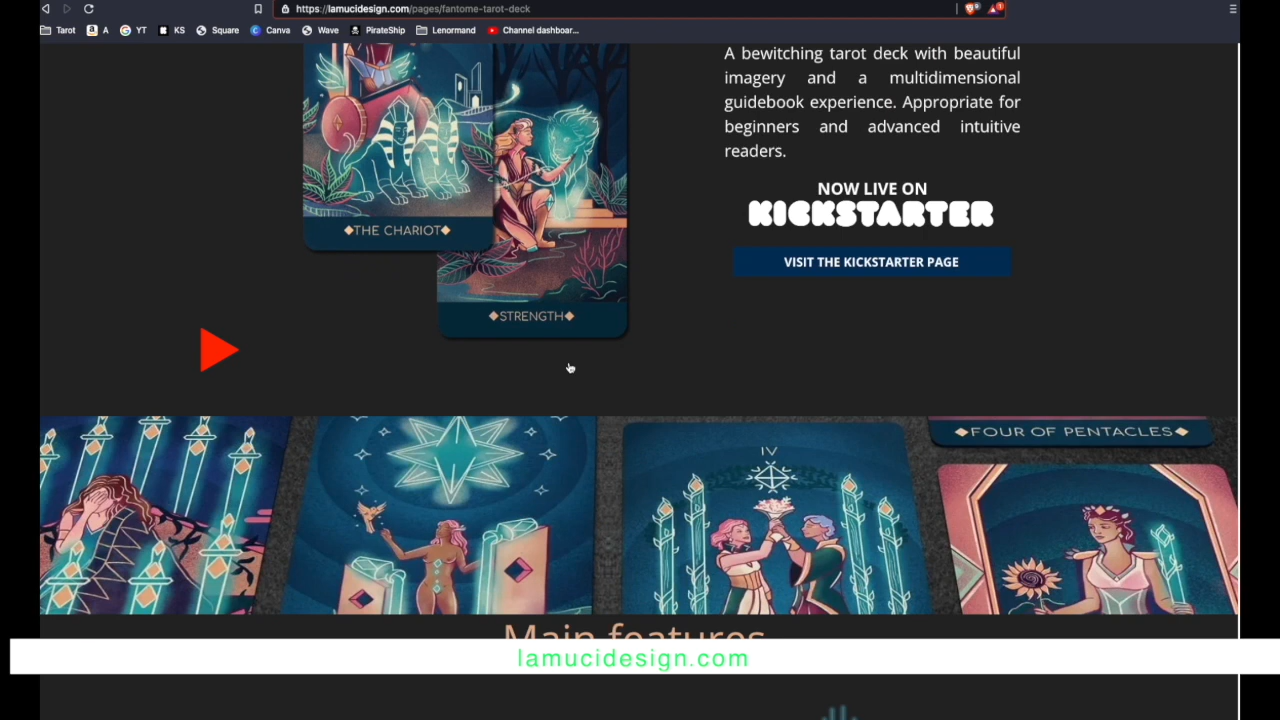 https://lamucidesign.com/pages/fantome-tarot-deck
Tarot A YT KS Square Canva Wave PirateShip Lenormand Channel dashboar...
A bewitching tarot deck with beautiful
imagery and a multidimensional
guidebook experience. Appropriate for
beginners and advanced intuitive
readers.
NOW LIVE ON
KICKSTARTER
VISIT THE KICKSTARTER PAGE
THE CHARIOT
STRENGTH
FOUR OF PENTACLES
IV
Main features
lamucidesign.com